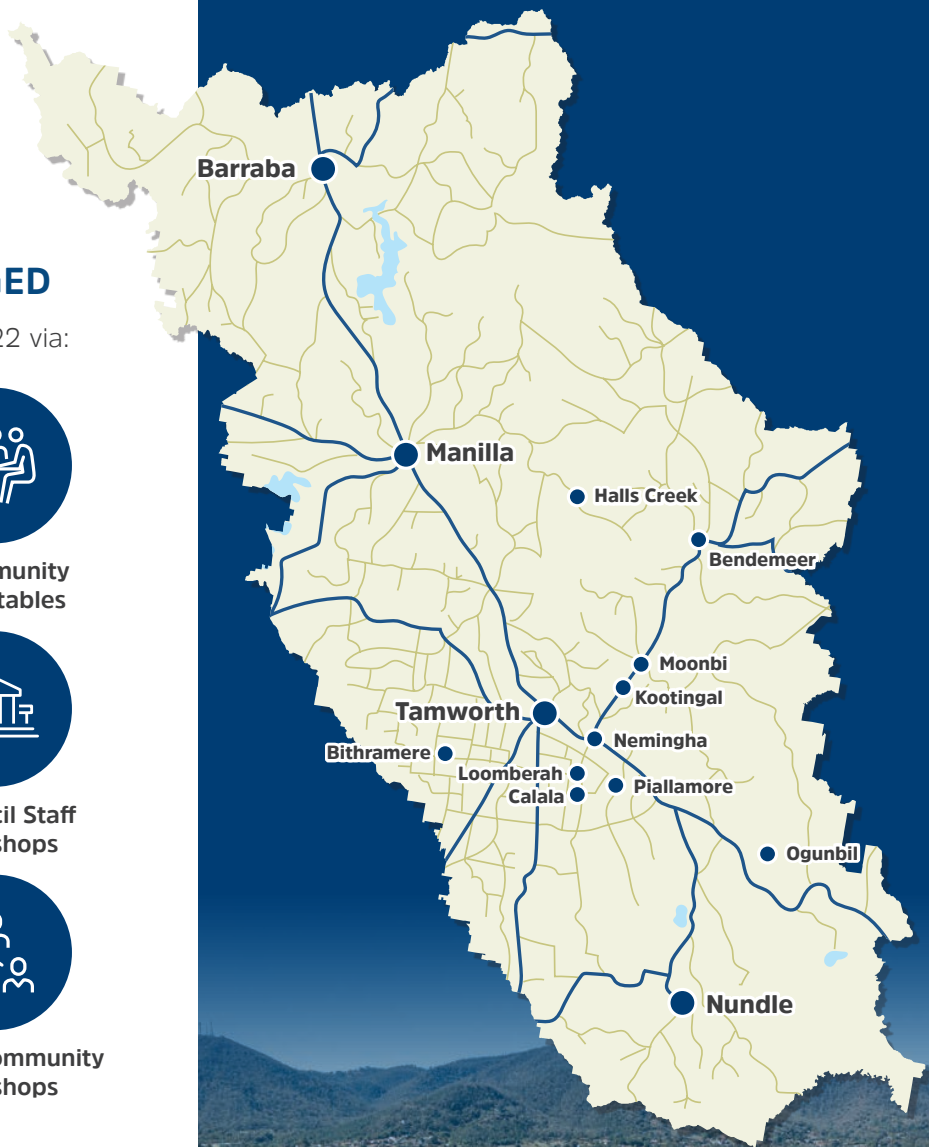 GED
22 via:
munity
tables
cil Staff
shops
ommunity
shops
Barraba
Manilla
Halls Creek
Bendemeer
Moonbi
Kootingal
Tamworth
Nemingha
Bithramere
Loomberah
Piallamore
Calala
Ogunbil
Nundle